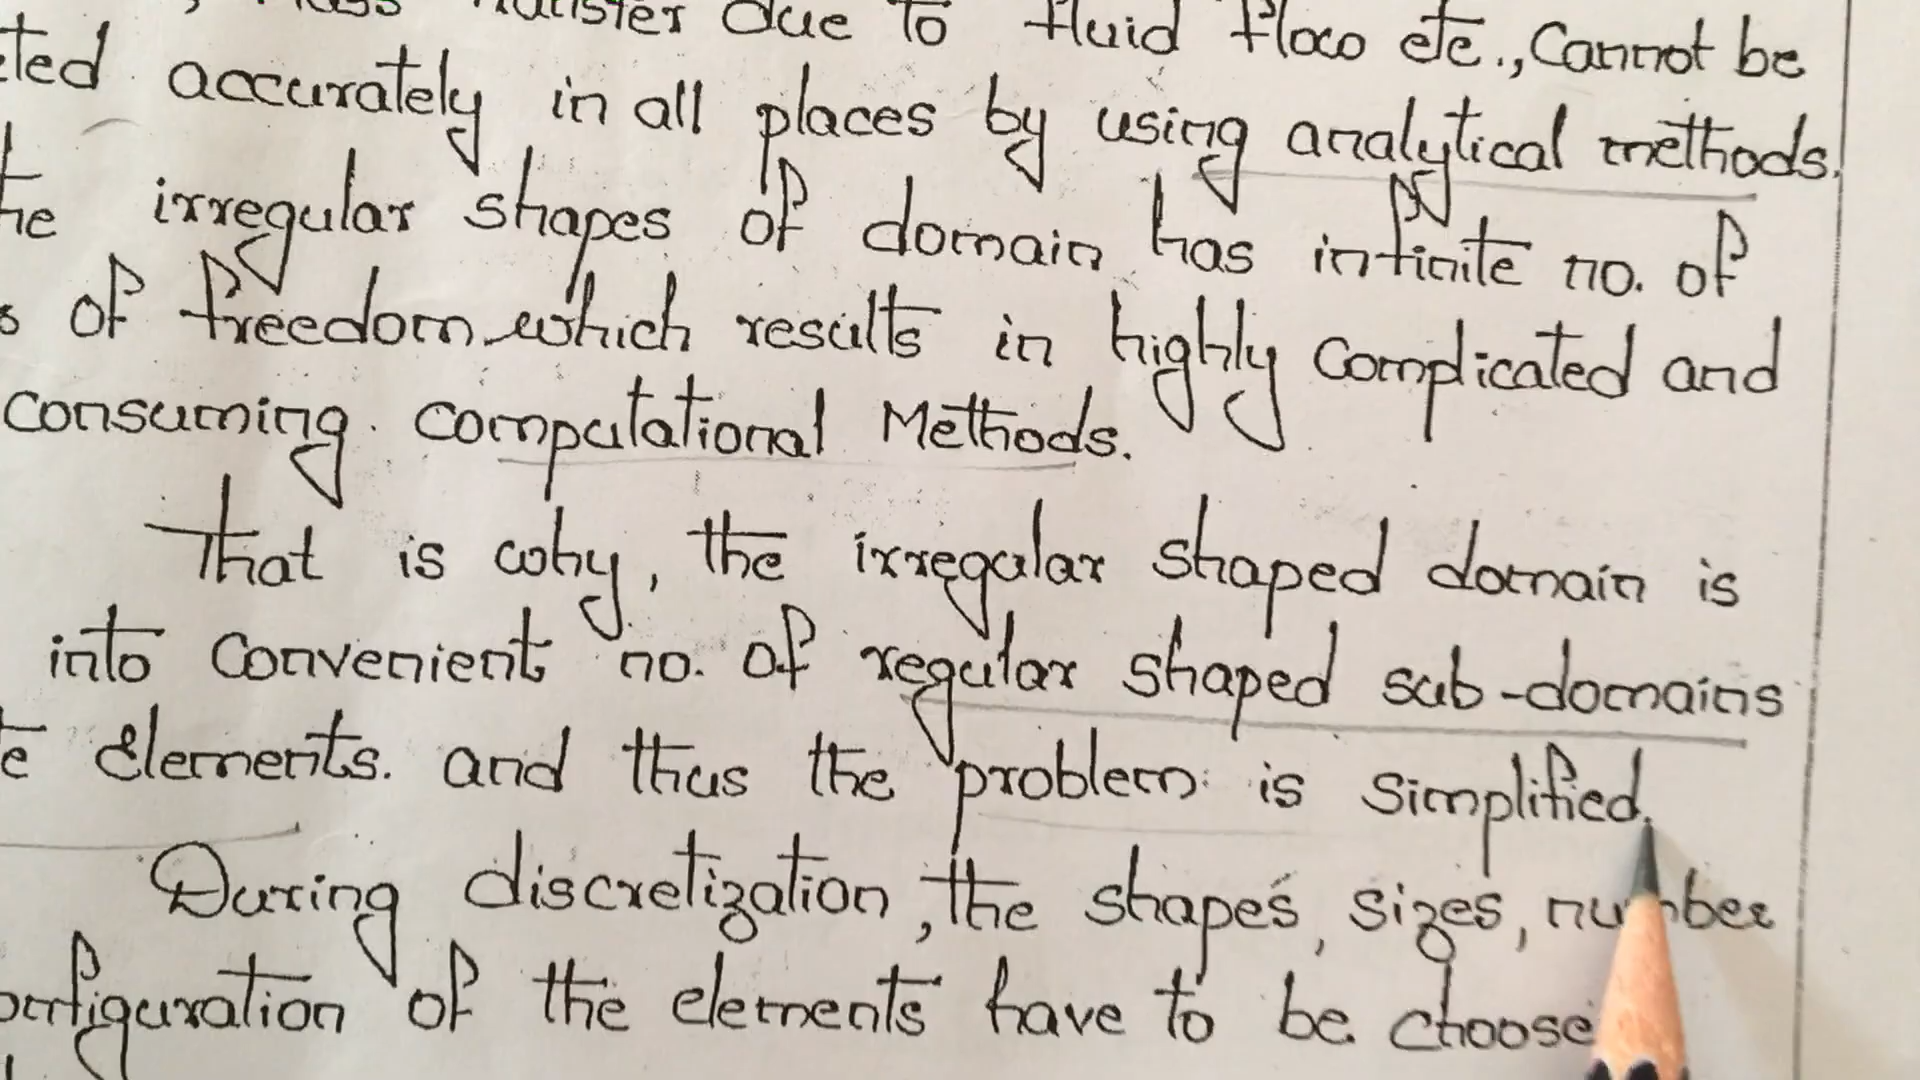 due to fluid flow etc., Cannot be
accurately in all places by using analytical methods.
irregular shapes of domain has infinite no. of
of freedom which results in highly complicated and
consuming computational Methods.
That is why, the irregular shaped domain is
into Convenient no. of regular shaped sub-domains
Elements. and thus the problem is simplified.
During discretization, the shapes, sizes, number
of the elements have to be choose